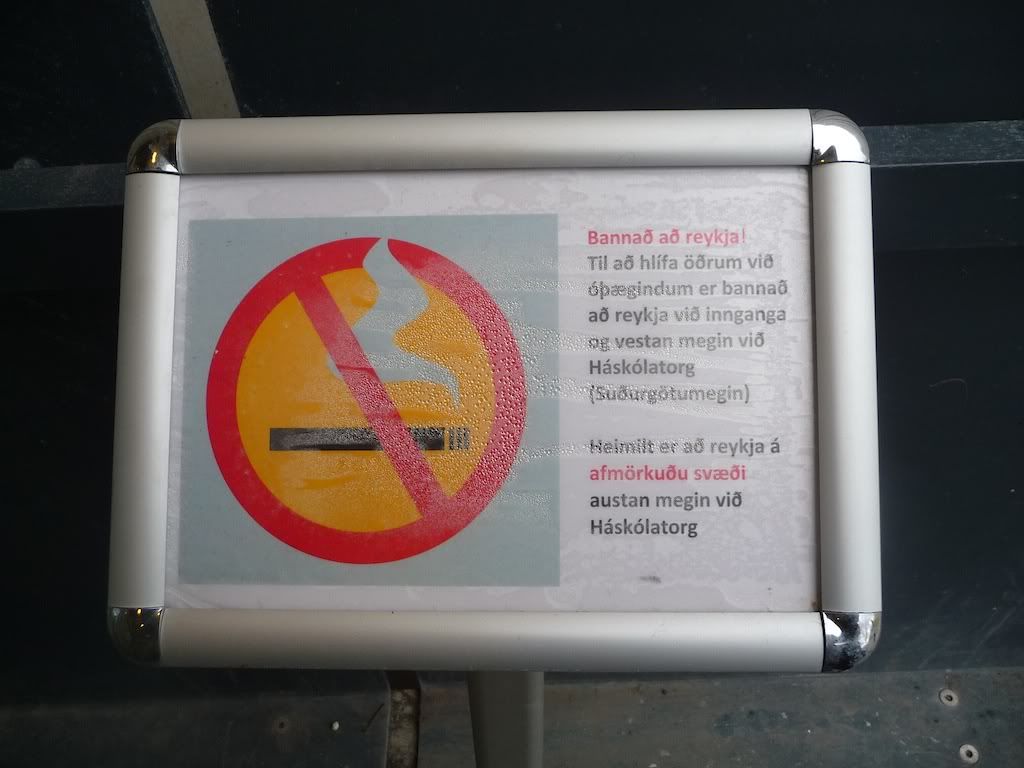 Bannað að reykja!
Til að hlífa öðrum við
óþægindum er bannað
að reykja við innganga
og vestan megin við
Háskólatorg
(Suðurgötumegin)
Heimilt er að reykja á
afmörkuðu svæði
austan megin við
Háskólatorg